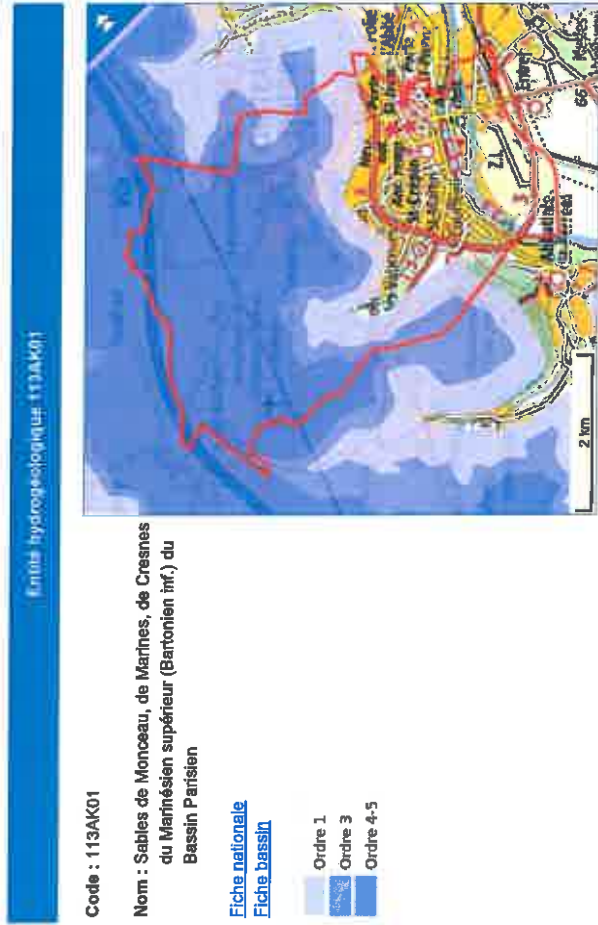 Entité hydrogéologique 113AK01
Code : 113AK01
Nom : Sables de Monceau, de Marines, de Cresnes
du Marinésien supérieur (Bartonien inf.) du
Bassin Parisien
Fiche nationale
Fiche bassin
Ordre 1
Ordre 3
Ordre 4-5
2 km
Z.I.
66